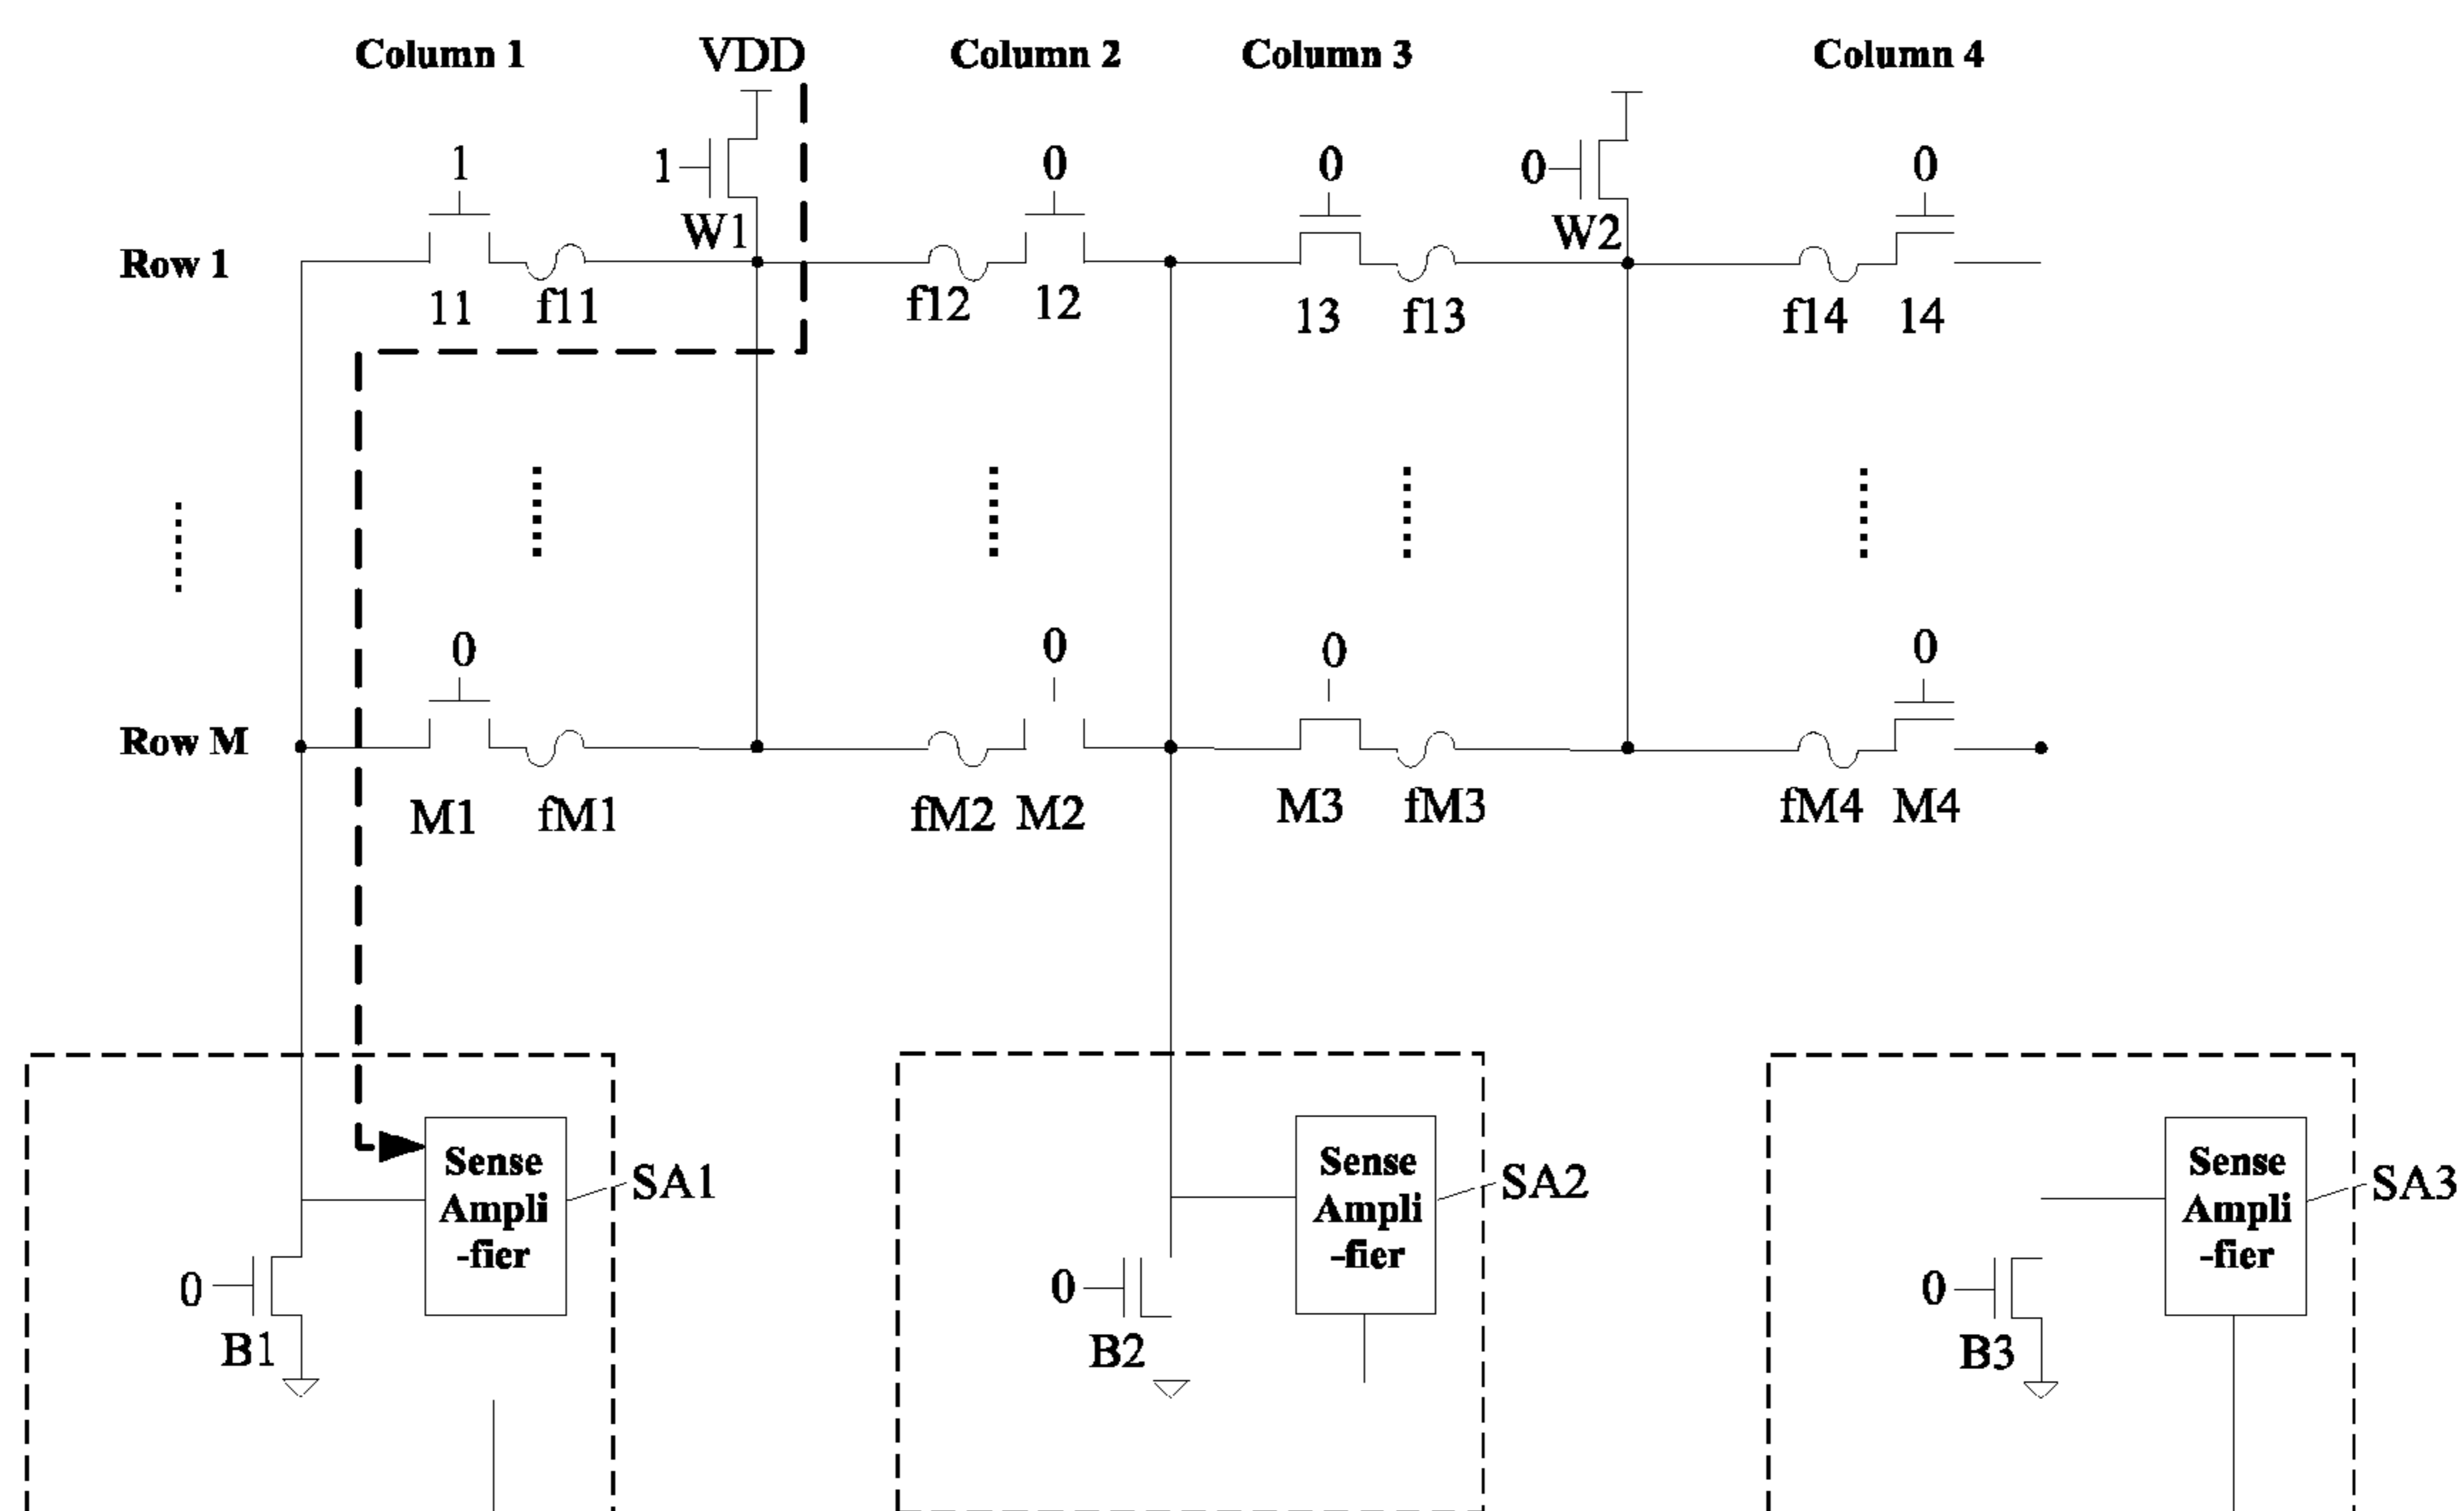 Column 1 VDD Column 2 Column 3 Column 4
1 1 0 0 0 0
W1 W2
Row 1
11 f11 f12 12 13 f13 f14 14
0 0 0 0
Row M
M1 fM1 fM2 M2 M3 fM3 fM4 M4
Sense
Ampli
-fier
SA1
Sense
Ampli
-fier
SA2
Sense
Ampli
-fier
SA3
0 0 0
B1 B2 B3